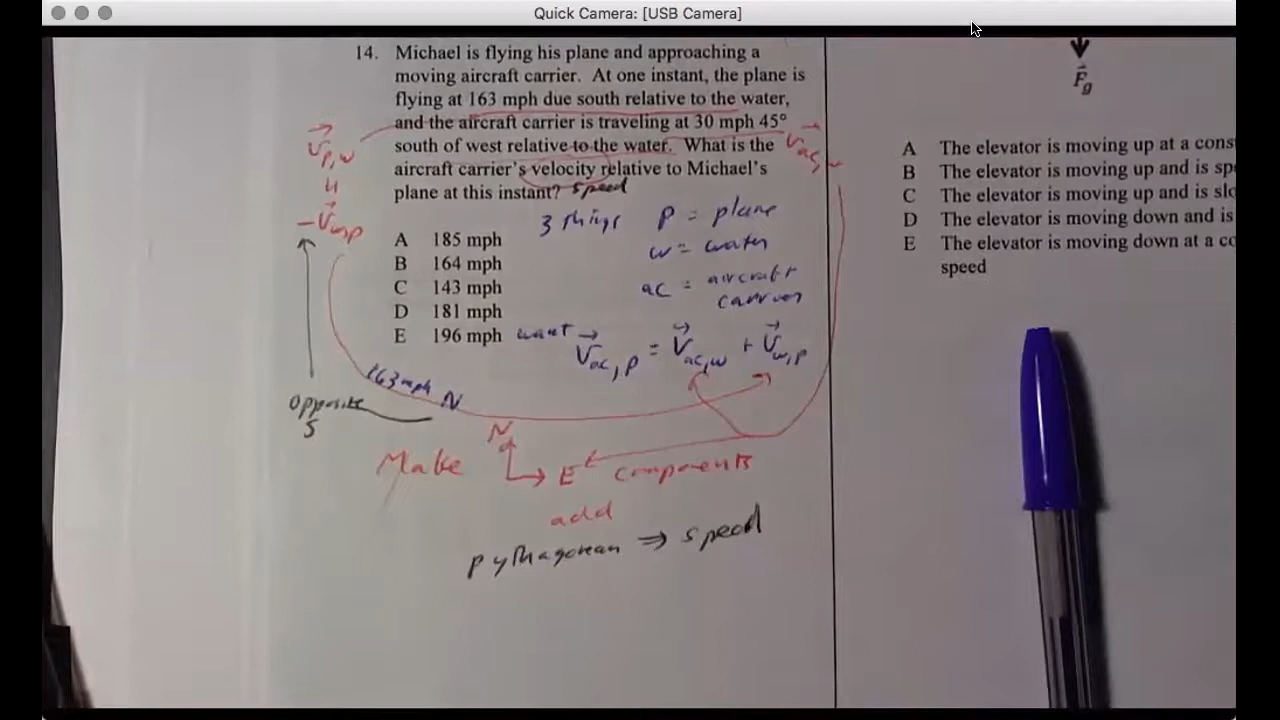 Quick Camera: [USB Camera]
14. Michael is flying his plane and approaching a
moving aircraft carrier. At one instant, the plane is
flying at 163 mph due south relative to the water,
and the aircraft carrier is traveling at 30 mph 45°
south of west relative to the water. What is the
aircraft carrier's velocity relative to Michael's
plane at this instant? speed
A 185 mph
B 164 mph
C 143 mph
D 181 mph
E 196 mph
V⃗p,w
V⃗ac,w
3 things
p = plane
w = water
ac = aircraft
carrier
want V⃗ac,p = V⃗ac,w + V⃗w,p
163 mph N
Opposite
S
Make
N
E
components
add
pythagorean ⇒ speed
F⃗g
A The elevator is moving up at a cons
B The elevator is moving up and is sp
C The elevator is moving up and is slo
D The elevator is moving down and is
E The elevator is moving down at a co
speed